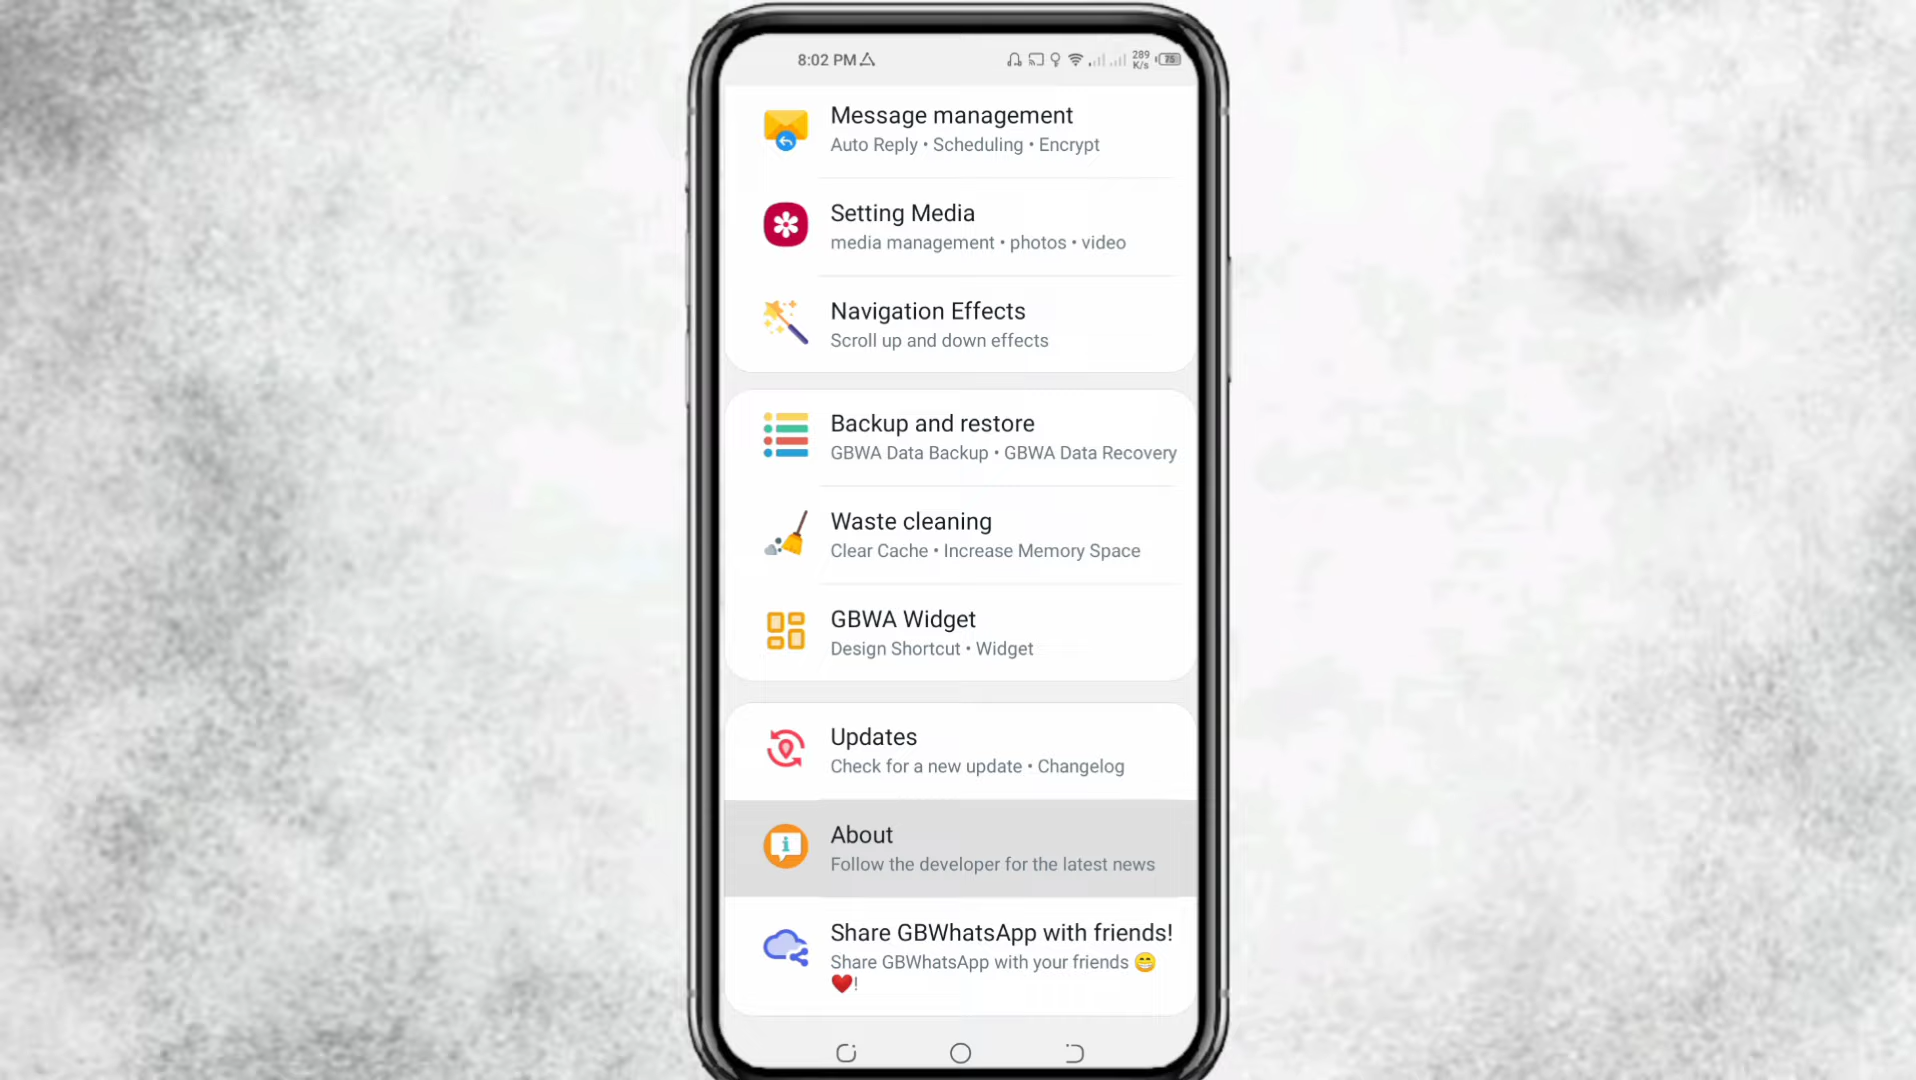 8:02 PM
289
K/s
75
Message management
Auto Reply • Scheduling • Encrypt
Setting Media
media management • photos • video
Navigation Effects
Scroll up and down effects
Backup and restore
GBWA Data Backup • GBWA Data Recovery
Waste cleaning
Clear Cache • Increase Memory Space
GBWA Widget
Design Shortcut • Widget
Updates
Check for a new update • Changelog
About
Follow the developer for the latest news
Share GBWhatsApp with friends!
Share GBWhatsApp with your friends 😁
❤️!